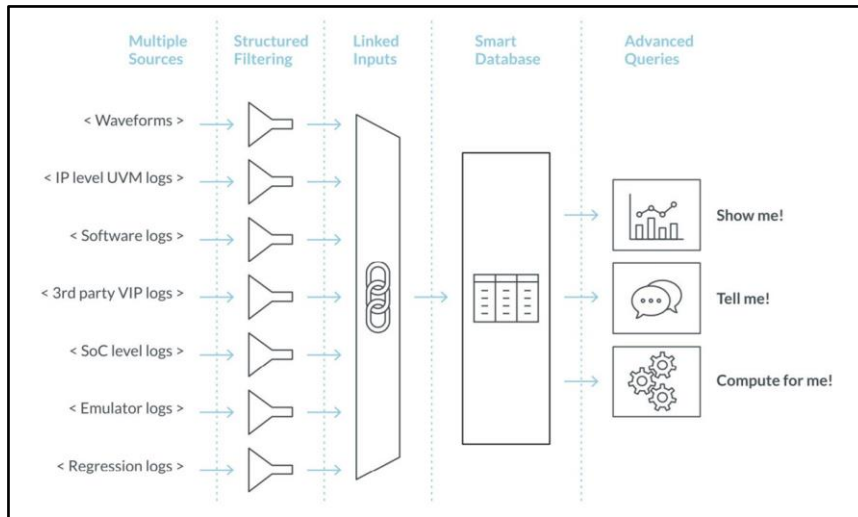 Multiple Sources
Structured Filtering
Linked Inputs
Smart Database
Advanced Queries
< Waveforms >
< IP level UVM logs >
< Software logs >
< 3rd party VIP logs >
< SoC level logs >
< Emulator logs >
< Regression logs >
Show me!
Tell me!
Compute for me!